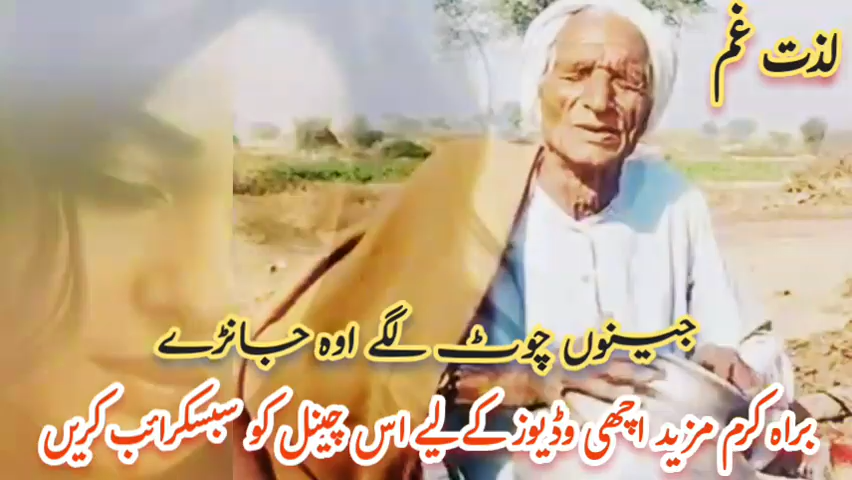 لذت غم
جینوں چوٹ لگے اوہ جانڑے
براہ کرم مزید اچھی وڈیوز کے لیے اس چینل کو سبسکرائب کریں